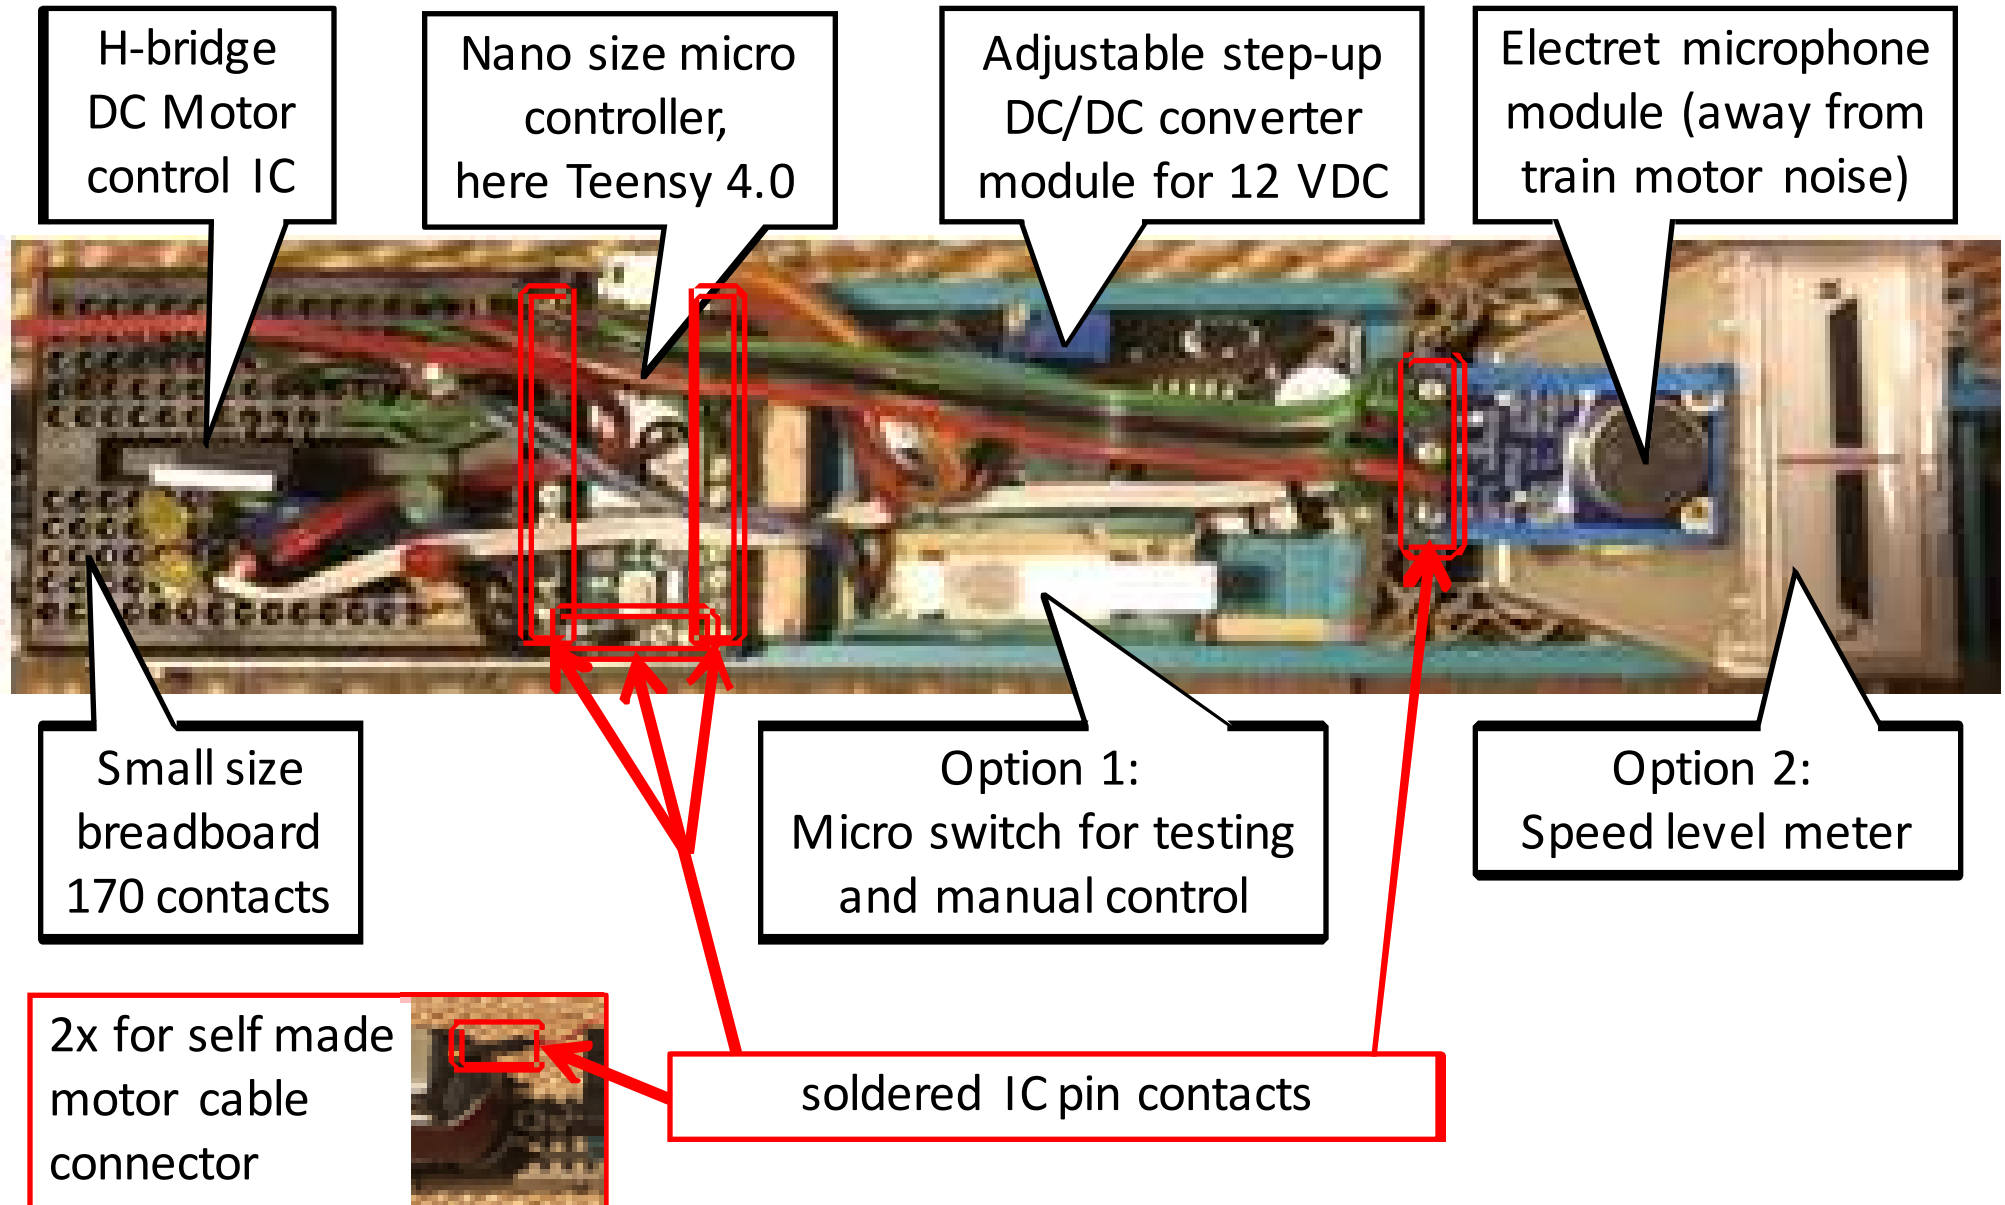 H-bridge
DC Motor
control IC
Nano size micro
controller,
here Teensy 4.0
Adjustable step-up
DC/DC converter
module for 12 VDC
Electret microphone
module (away from
train motor noise)
Small size
breadboard
170 contacts
Option 1:
Micro switch for testing
and manual control
Option 2:
Speed level meter
2x for self made
motor cable
connector
soldered IC pin contacts